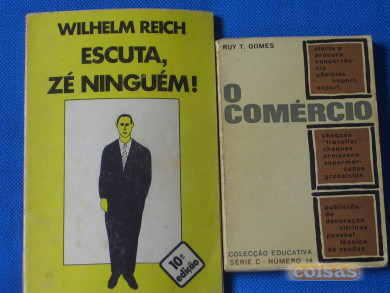 WILHELM REICH
ESCUTA,
ZÉ NINGUÉM!
10ª
edição
RUY T. GOMES
O
COMÉRCIO
oferta e
procura
concorrên-
cia
câmbios
import.
export.
cheques
"traveller"
cheques
armazéns
supermer-
cados
grossistas
publicida-
de
decoração
vitrinas
pessoal
técnico
de vendas
COLECÇÃO EDUCATIVA
SÉRIE C - NÚMERO 14
coisas